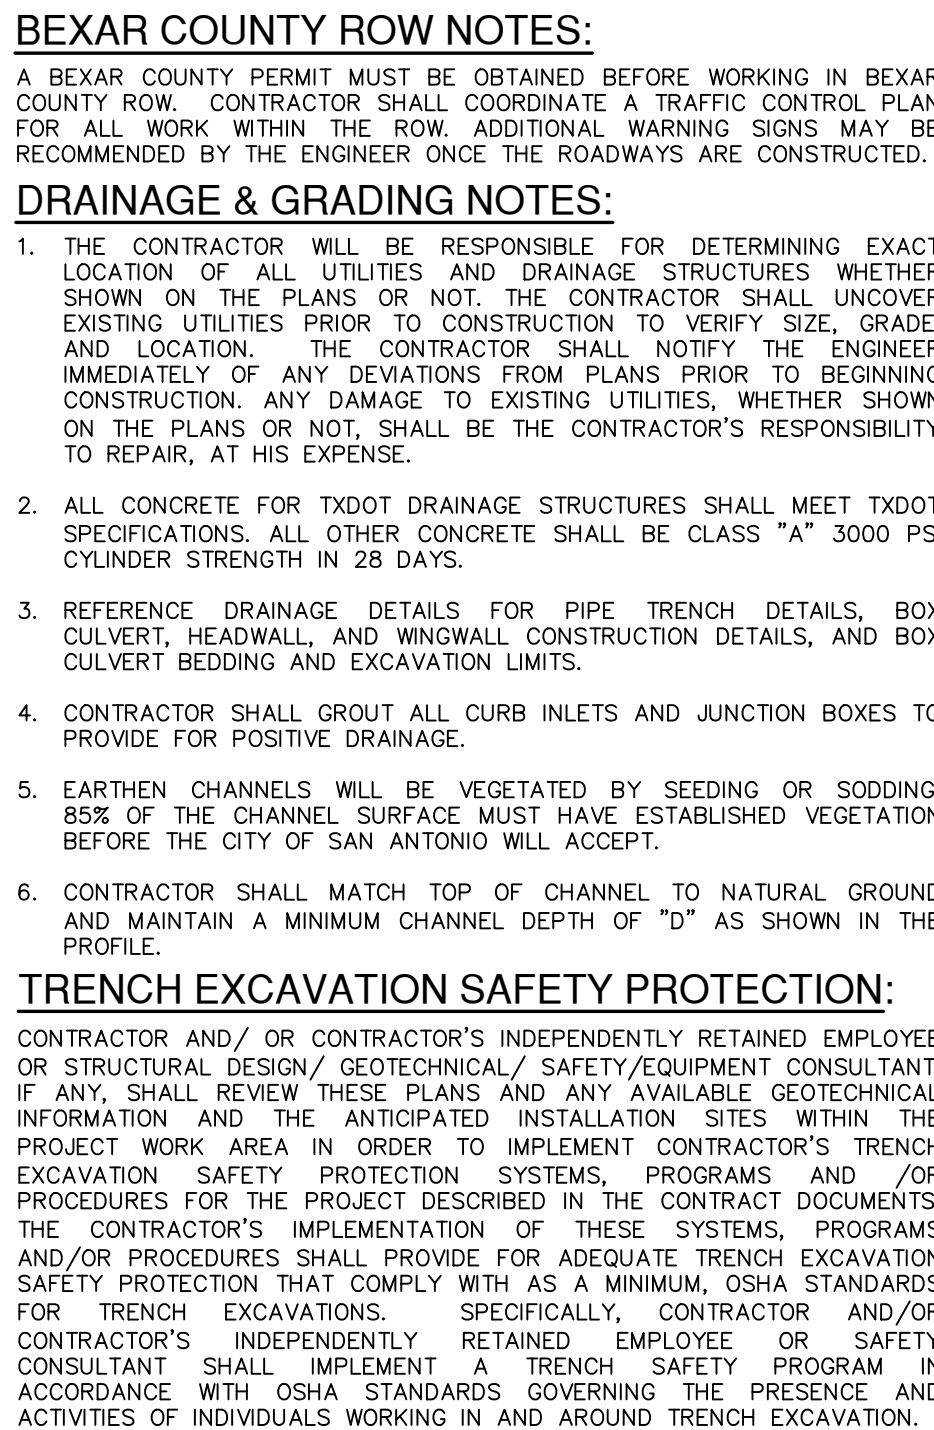 BEXAR COUNTY ROW NOTES:
A BEXAR COUNTY PERMIT MUST BE OBTAINED BEFORE WORKING IN BEXAR
COUNTY ROW. CONTRACTOR SHALL COORDINATE A TRAFFIC CONTROL PLAN
FOR ALL WORK WITHIN THE ROW. ADDITIONAL WARNING SIGNS MAY BE
RECOMMENDED BY THE ENGINEER ONCE THE ROADWAYS ARE CONSTRUCTED.
DRAINAGE & GRADING NOTES:
1. THE CONTRACTOR WILL BE RESPONSIBLE FOR DETERMINING EXACT
LOCATION OF ALL UTILITIES AND DRAINAGE STRUCTURES WHETHER
SHOWN ON THE PLANS OR NOT. THE CONTRACTOR SHALL UNCOVER
EXISTING UTILITIES PRIOR TO CONSTRUCTION TO VERIFY SIZE, GRADE
AND LOCATION. THE CONTRACTOR SHALL NOTIFY THE ENGINEER
IMMEDIATELY OF ANY DEVIATIONS FROM PLANS PRIOR TO BEGINNING
CONSTRUCTION. ANY DAMAGE TO EXISTING UTILITIES, WHETHER SHOWN
ON THE PLANS OR NOT, SHALL BE THE CONTRACTOR'S RESPONSIBILITY
TO REPAIR, AT HIS EXPENSE.
2. ALL CONCRETE FOR TXDOT DRAINAGE STRUCTURES SHALL MEET TXDOT
SPECIFICATIONS. ALL OTHER CONCRETE SHALL BE CLASS "A" 3000 PS
CYLINDER STRENGTH IN 28 DAYS.
3. REFERENCE DRAINAGE DETAILS FOR PIPE TRENCH DETAILS, BOX
CULVERT, HEADWALL, AND WINGWALL CONSTRUCTION DETAILS, AND BOX
CULVERT BEDDING AND EXCAVATION LIMITS.
4. CONTRACTOR SHALL GROUT ALL CURB INLETS AND JUNCTION BOXES TO
PROVIDE FOR POSITIVE DRAINAGE.
5. EARTHEN CHANNELS WILL BE VEGETATED BY SEEDING OR SODDING
85% OF THE CHANNEL SURFACE MUST HAVE ESTABLISHED VEGETATION
BEFORE THE CITY OF SAN ANTONIO WILL ACCEPT.
6. CONTRACTOR SHALL MATCH TOP OF CHANNEL TO NATURAL GROUND
AND MAINTAIN A MINIMUM CHANNEL DEPTH OF "D" AS SHOWN IN THE
PROFILE.
TRENCH EXCAVATION SAFETY PROTECTION:
CONTRACTOR AND/ OR CONTRACTOR'S INDEPENDENTLY RETAINED EMPLOYEE
OR STRUCTURAL DESIGN/ GEOTECHNICAL/ SAFETY/EQUIPMENT CONSULTANT
IF ANY, SHALL REVIEW THESE PLANS AND ANY AVAILABLE GEOTECHNICAL
INFORMATION AND THE ANTICIPATED INSTALLATION SITES WITHIN THE
PROJECT WORK AREA IN ORDER TO IMPLEMENT CONTRACTOR'S TRENCH
EXCAVATION SAFETY PROTECTION SYSTEMS, PROGRAMS AND /OR
PROCEDURES FOR THE PROJECT DESCRIBED IN THE CONTRACT DOCUMENTS
THE CONTRACTOR'S IMPLEMENTATION OF THESE SYSTEMS, PROGRAMS
AND/OR PROCEDURES SHALL PROVIDE FOR ADEQUATE TRENCH EXCAVATION
SAFETY PROTECTION THAT COMPLY WITH AS A MINIMUM, OSHA STANDARDS
FOR TRENCH EXCAVATIONS. SPECIFICALLY, CONTRACTOR AND/OR
CONTRACTOR'S INDEPENDENTLY RETAINED EMPLOYEE OR SAFETY
CONSULTANT SHALL IMPLEMENT A TRENCH SAFETY PROGRAM IN
ACCORDANCE WITH OSHA STANDARDS GOVERNING THE PRESENCE AND
ACTIVITIES OF INDIVIDUALS WORKING IN AND AROUND TRENCH EXCAVATION.